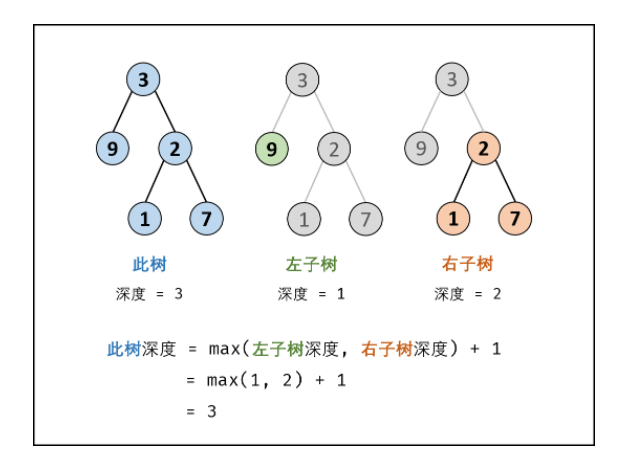 3 3 3
9 2 9 2 9 2
1 7 1 7 1 7
此树 左子树 右子树
深度 = 3 深度 = 1 深度 = 2
此树深度 = max(左子树深度, 右子树深度) + 1
= max(1, 2) + 1
= 3